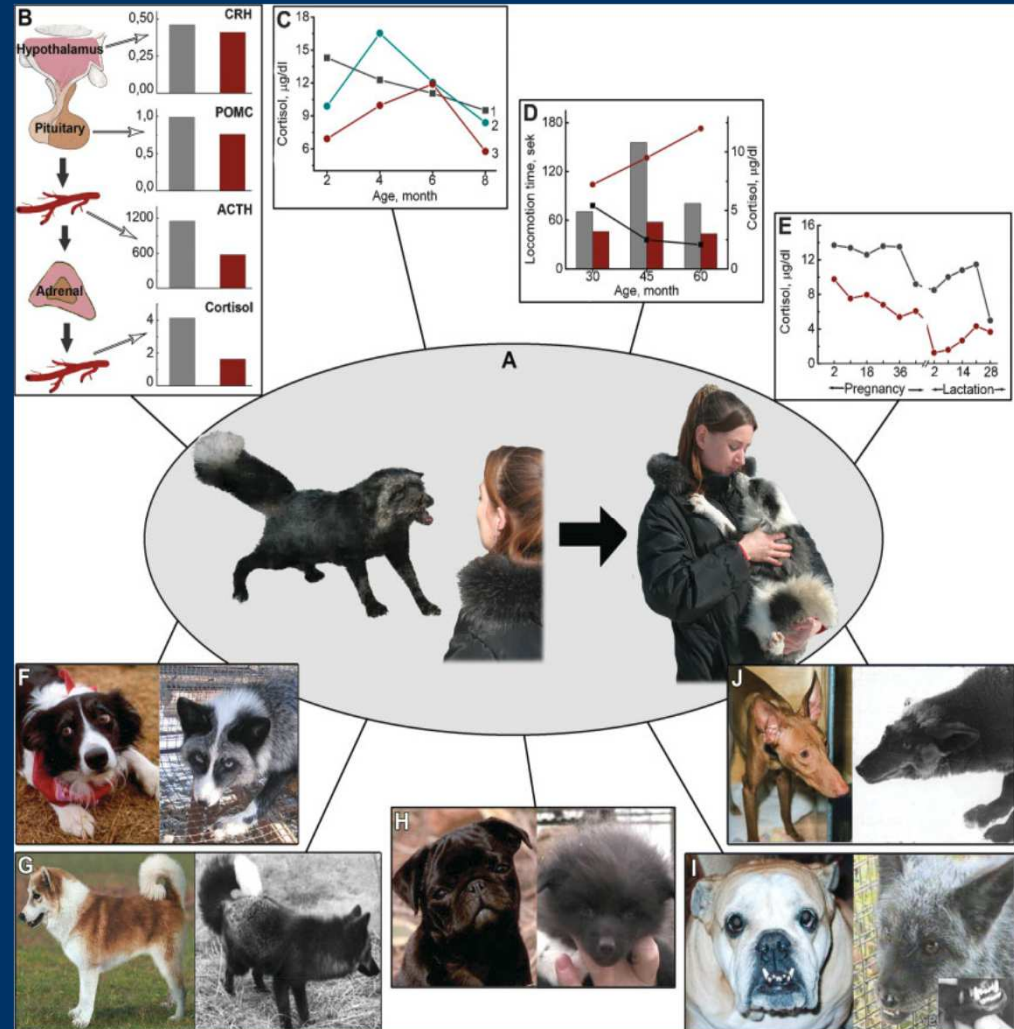 B
CRH
0,50
0,25
0,00
Hypothalamus
POMC
1,0
0,5
0,0
Pituitary
ACTH
1200
600
0
Adrenal
Cortisol
4
2
0
C
Cortisol, µg/dl
18
15
12
9
6
1
2
3
2 4 6 8
Age, month
D
Locomotion time, sek
180
120
60
0
10
5
0
Cortisol, µg/dl
30 45 60
Age, month
E
Cortisol, µg/dl
16
12
8
4
0
2 18 36 2 14 28
Pregnancy Lactation
A
F
G
H
I
J